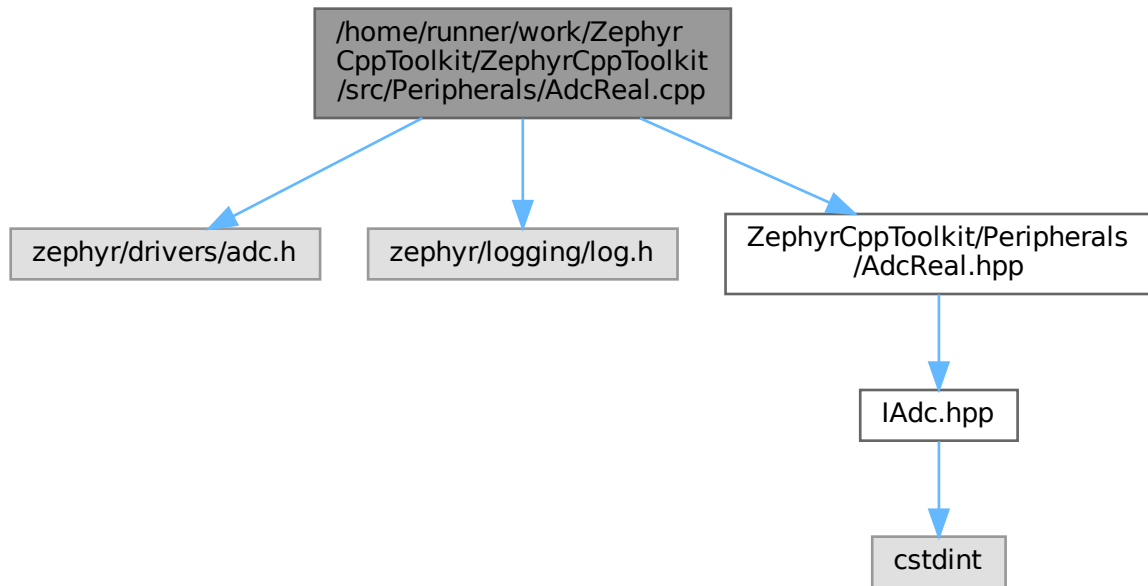 /home/runner/work/Zephyr
CppToolkit/ZephyrCppToolkit
/src/Peripherals/AdcReal.cpp
zephyr/drivers/adc.h
zephyr/logging/log.h
ZephyrCppToolkit/Peripherals
/AdcReal.hpp
IAdc.hpp
cstdint